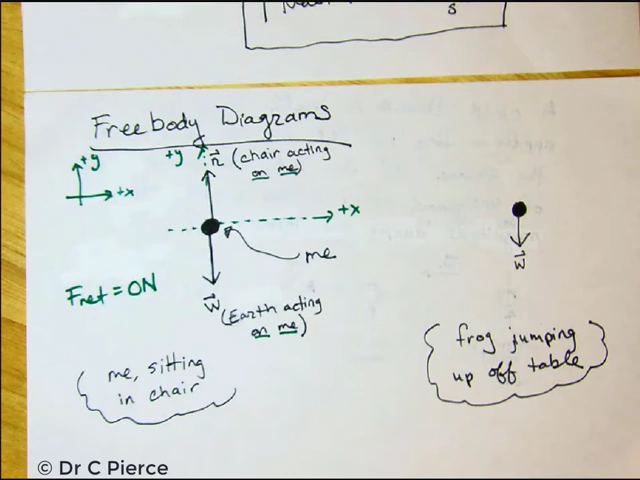 s
Freebody Diagrams
+y
+x
+y
n (chair acting
on me)
+x
me
Fnet = 0N
w
(Earth acting
on me)
me, sitting
in chair
w
frog jumping
up off table
© Dr C Pierce